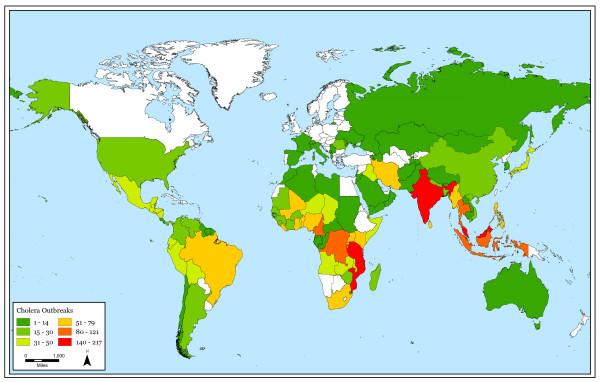 Cholera Outbreaks
1 - 14 51 - 79
15 - 30 80 - 121
31 - 50 140 - 217
0 1,000
Miles
N